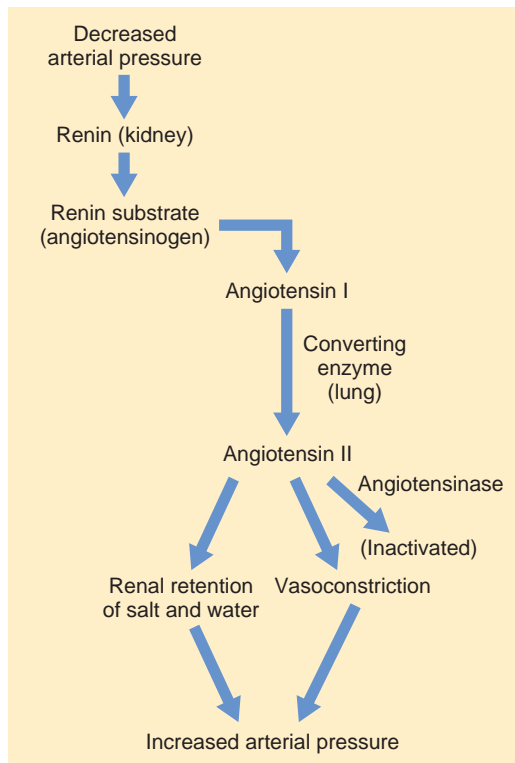 Decreased
arterial pressure
Renin (kidney)
Renin substrate
(angiotensinogen)
Angiotensin I
Converting
enzyme
(lung)
Angiotensin II
Angiotensinase
(Inactivated)
Renal retention
of salt and water
Vasoconstriction
Increased arterial pressure